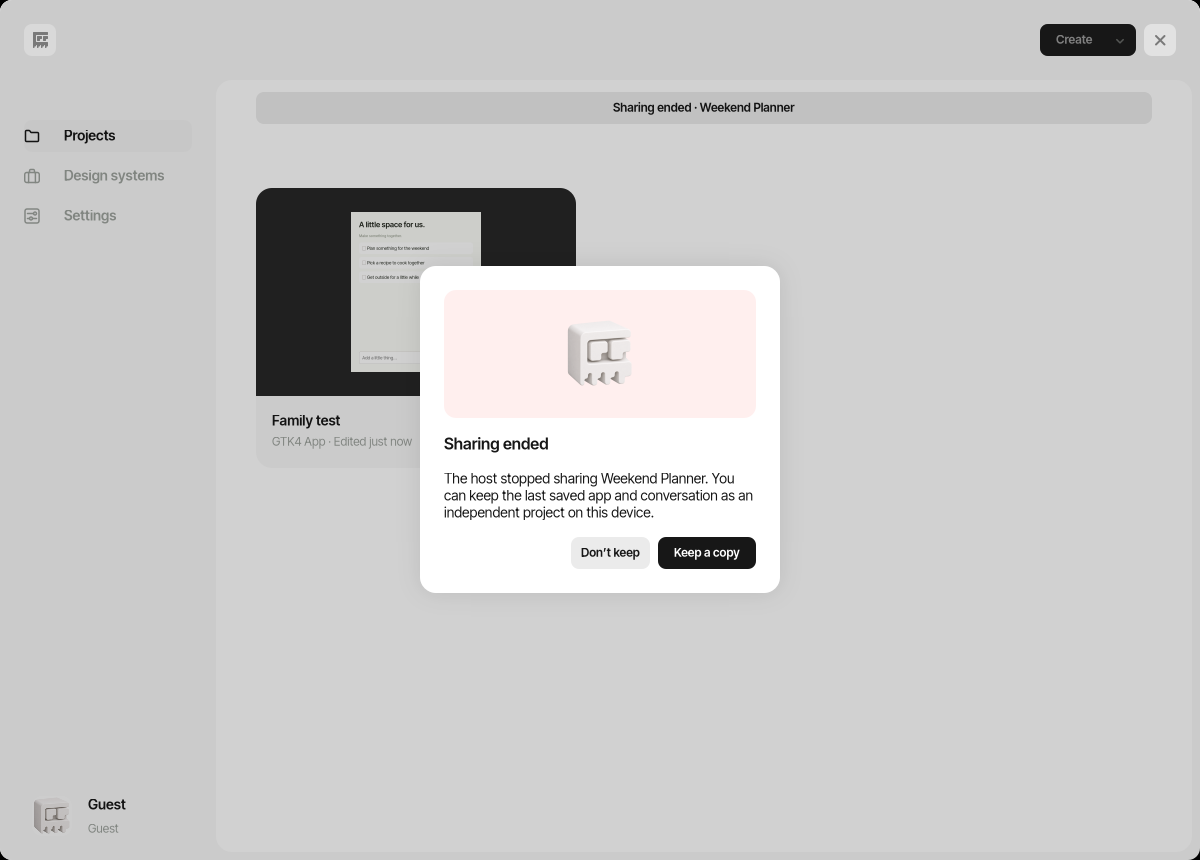 Create
Sharing ended · Weekend Planner
Projects
Design systems
Settings
A little space for us.
Plan something for the weekend
Pick a recipe to cook together
Get outside for a little while
Add a little thing...
Family test
GTK4 App · Edited just now
Sharing ended
The host stopped sharing Weekend Planner. You
can keep the last saved app and conversation as an
independent project on this device.
Don’t keep
Keep a copy
Guest
Guest